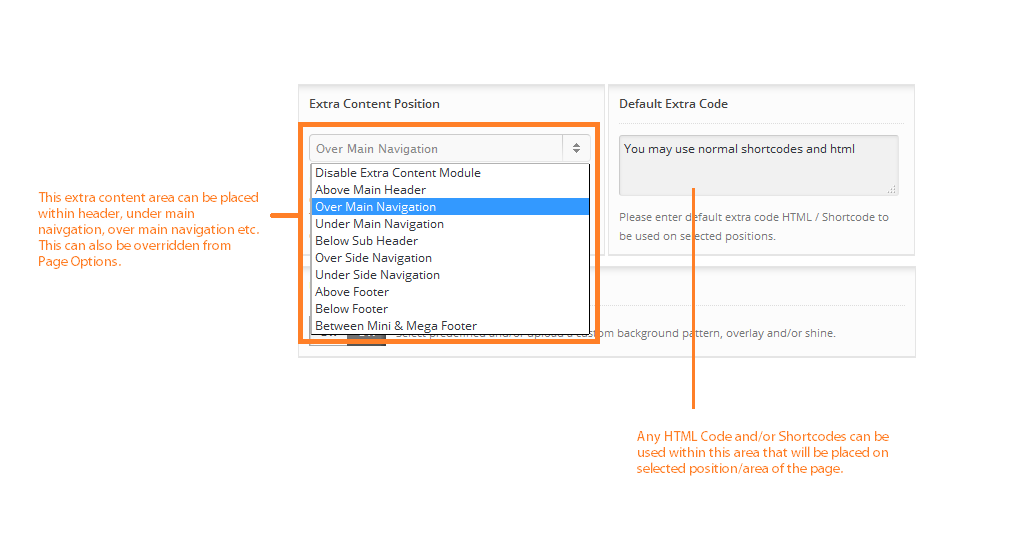 Extra Content Position
Over Main Navigation
Disable Extra Content Module
Above Main Header
Over Main Navigation
Under Main Navigation
Below Sub Header
Over Side Navigation
Under Side Navigation
Above Footer
Below Footer
Between Mini & Mega Footer
Default Extra Code
You may use normal shortcodes and html
Please enter default extra code HTML / Shortcode to
be used on selected positions.
Select predefined and/or upload a custom background pattern, overlay and/or shine.
This extra content area can be placed
within header, under main
naivgation, over main navigation etc.
This can also be overridden from
Page Options.
Any HTML Code and/or Shortcodes can be
used within this area that will be placed on
selected position/area of the page.